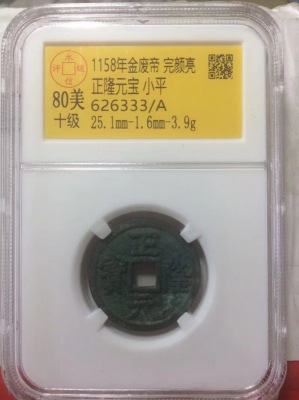 1158年金废帝 完颜亮
正隆元宝 小平
626333/A
25.1mm-1.6mm-3.9g
80美
十级
正
隆
元